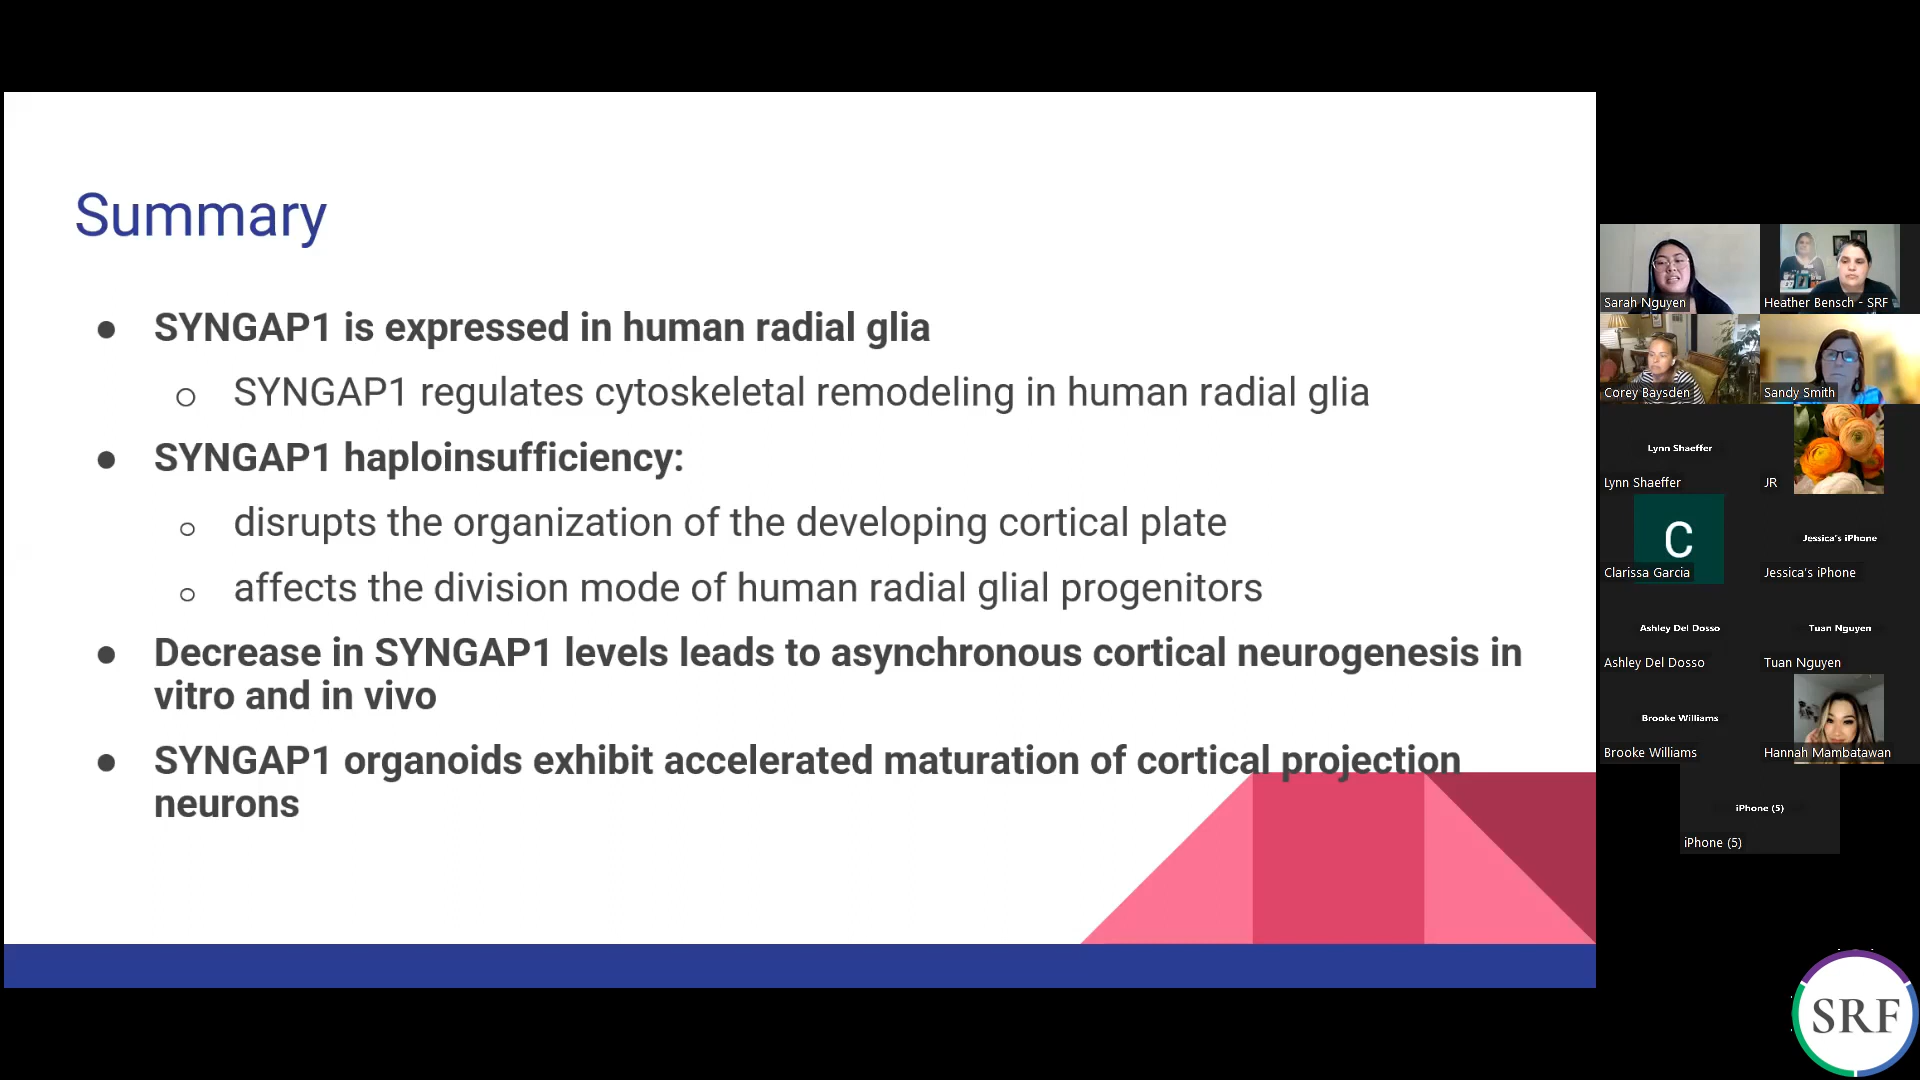 Summary
● SYNGAP1 is expressed in human radial glia
○ SYNGAP1 regulates cytoskeletal remodeling in human radial glia
● SYNGAP1 haploinsufficiency:
○ disrupts the organization of the developing cortical plate
○ affects the division mode of human radial glial progenitors
● Decrease in SYNGAP1 levels leads to asynchronous cortical neurogenesis in
vitro and in vivo
● SYNGAP1 organoids exhibit accelerated maturation of cortical projection
neurons
Sarah Nguyen
Heather Bensch - SRF
Corey Baysden
Sandy Smith
Lynn Shaeffer
Lynn Shaeffer
JR
C
Clarissa Garcia
Jessica's iPhone
Jessica's iPhone
Ashley Del Dosso
Ashley Del Dosso
Tuan Nguyen
Tuan Nguyen
Brooke Williams
Brooke Williams
Hannah Mambatawan
iPhone (5)
iPhone (5)
SRF